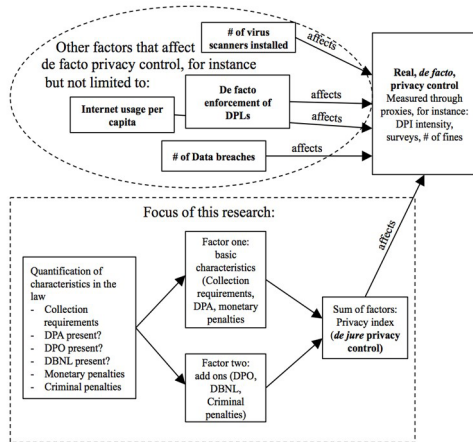 # of virus
scanners installed
affects
Other factors that affect
de facto privacy control, for instance
but not limited to:
De facto
enforcement of
DPLs
affects
affects
Internet usage per
capita
# of Data breaches
affects
Real, de facto,
privacy control
Measured through
proxies, for instance:
DPI intensity,
surveys, # of fines
affects
Focus of this research:
Quantification of
characteristics in the
law
- Collection
requirements
- DPA present?
- DPO present?
- DBNL present?
- Monetary penalties
- Criminal penalties
Factor one:
basic
characteristics
(Collection
requirements,
DPA, monetary
penalties
Factor two:
add ons (DPO,
DBNL,
Criminal
penalties)
Sum of factors:
Privacy index
(de jure privacy
control)